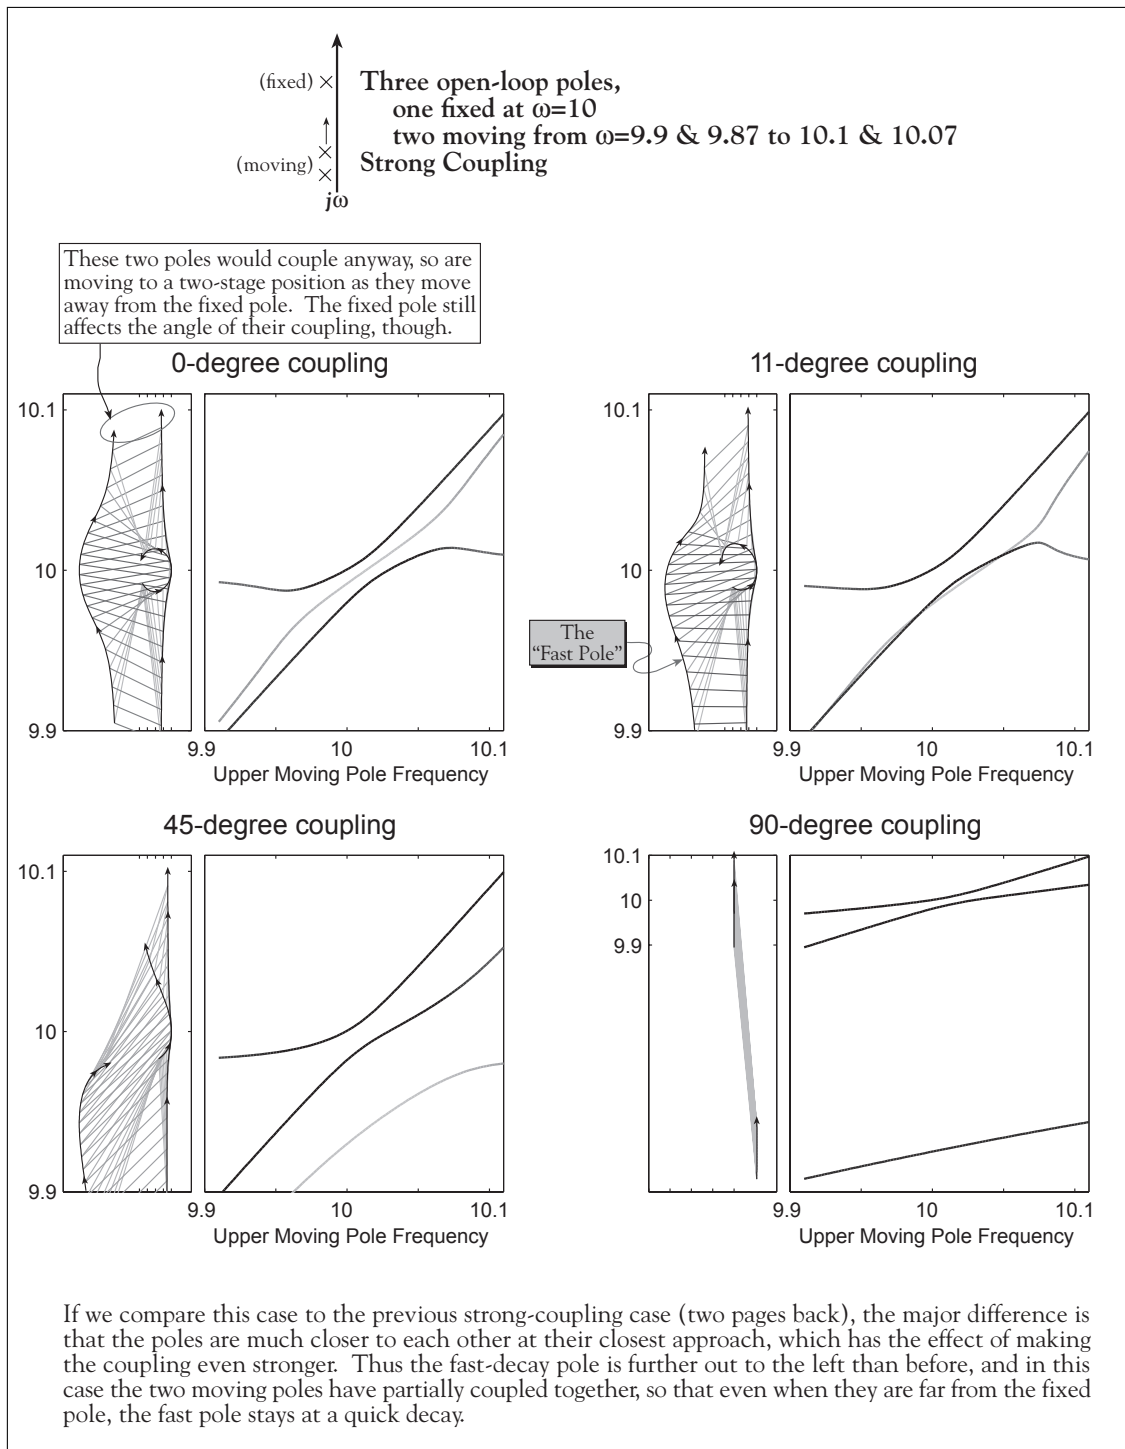 (fixed)
Three open-loop poles,
one fixed at ω=10
two moving from ω=9.9 & 9.87 to 10.1 & 10.07
(moving)
Strong Coupling
jω
These two poles would couple anyway, so are
moving to a two-stage position as they move
away from the fixed pole. The fixed pole still
affects the angle of their coupling, though.
0-degree coupling
10.1
10
9.9
9.9
10
10.1
Upper Moving Pole Frequency
11-degree coupling
10.1
10
9.9
The
"Fast Pole"
9.9
10
10.1
Upper Moving Pole Frequency
45-degree coupling
10.1
10
9.9
9.9
10
10.1
Upper Moving Pole Frequency
90-degree coupling
10.1
10
9.9
9.9
10
10.1
Upper Moving Pole Frequency
If we compare this case to the previous strong-coupling case (two pages back), the major difference is
that the poles are much closer to each other at their closest approach, which has the effect of making
the coupling even stronger. Thus the fast-decay pole is further out to the left than before, and in this
case the two moving poles have partially coupled together, so that even when they are far from the fixed
pole, the fast pole stays at a quick decay.